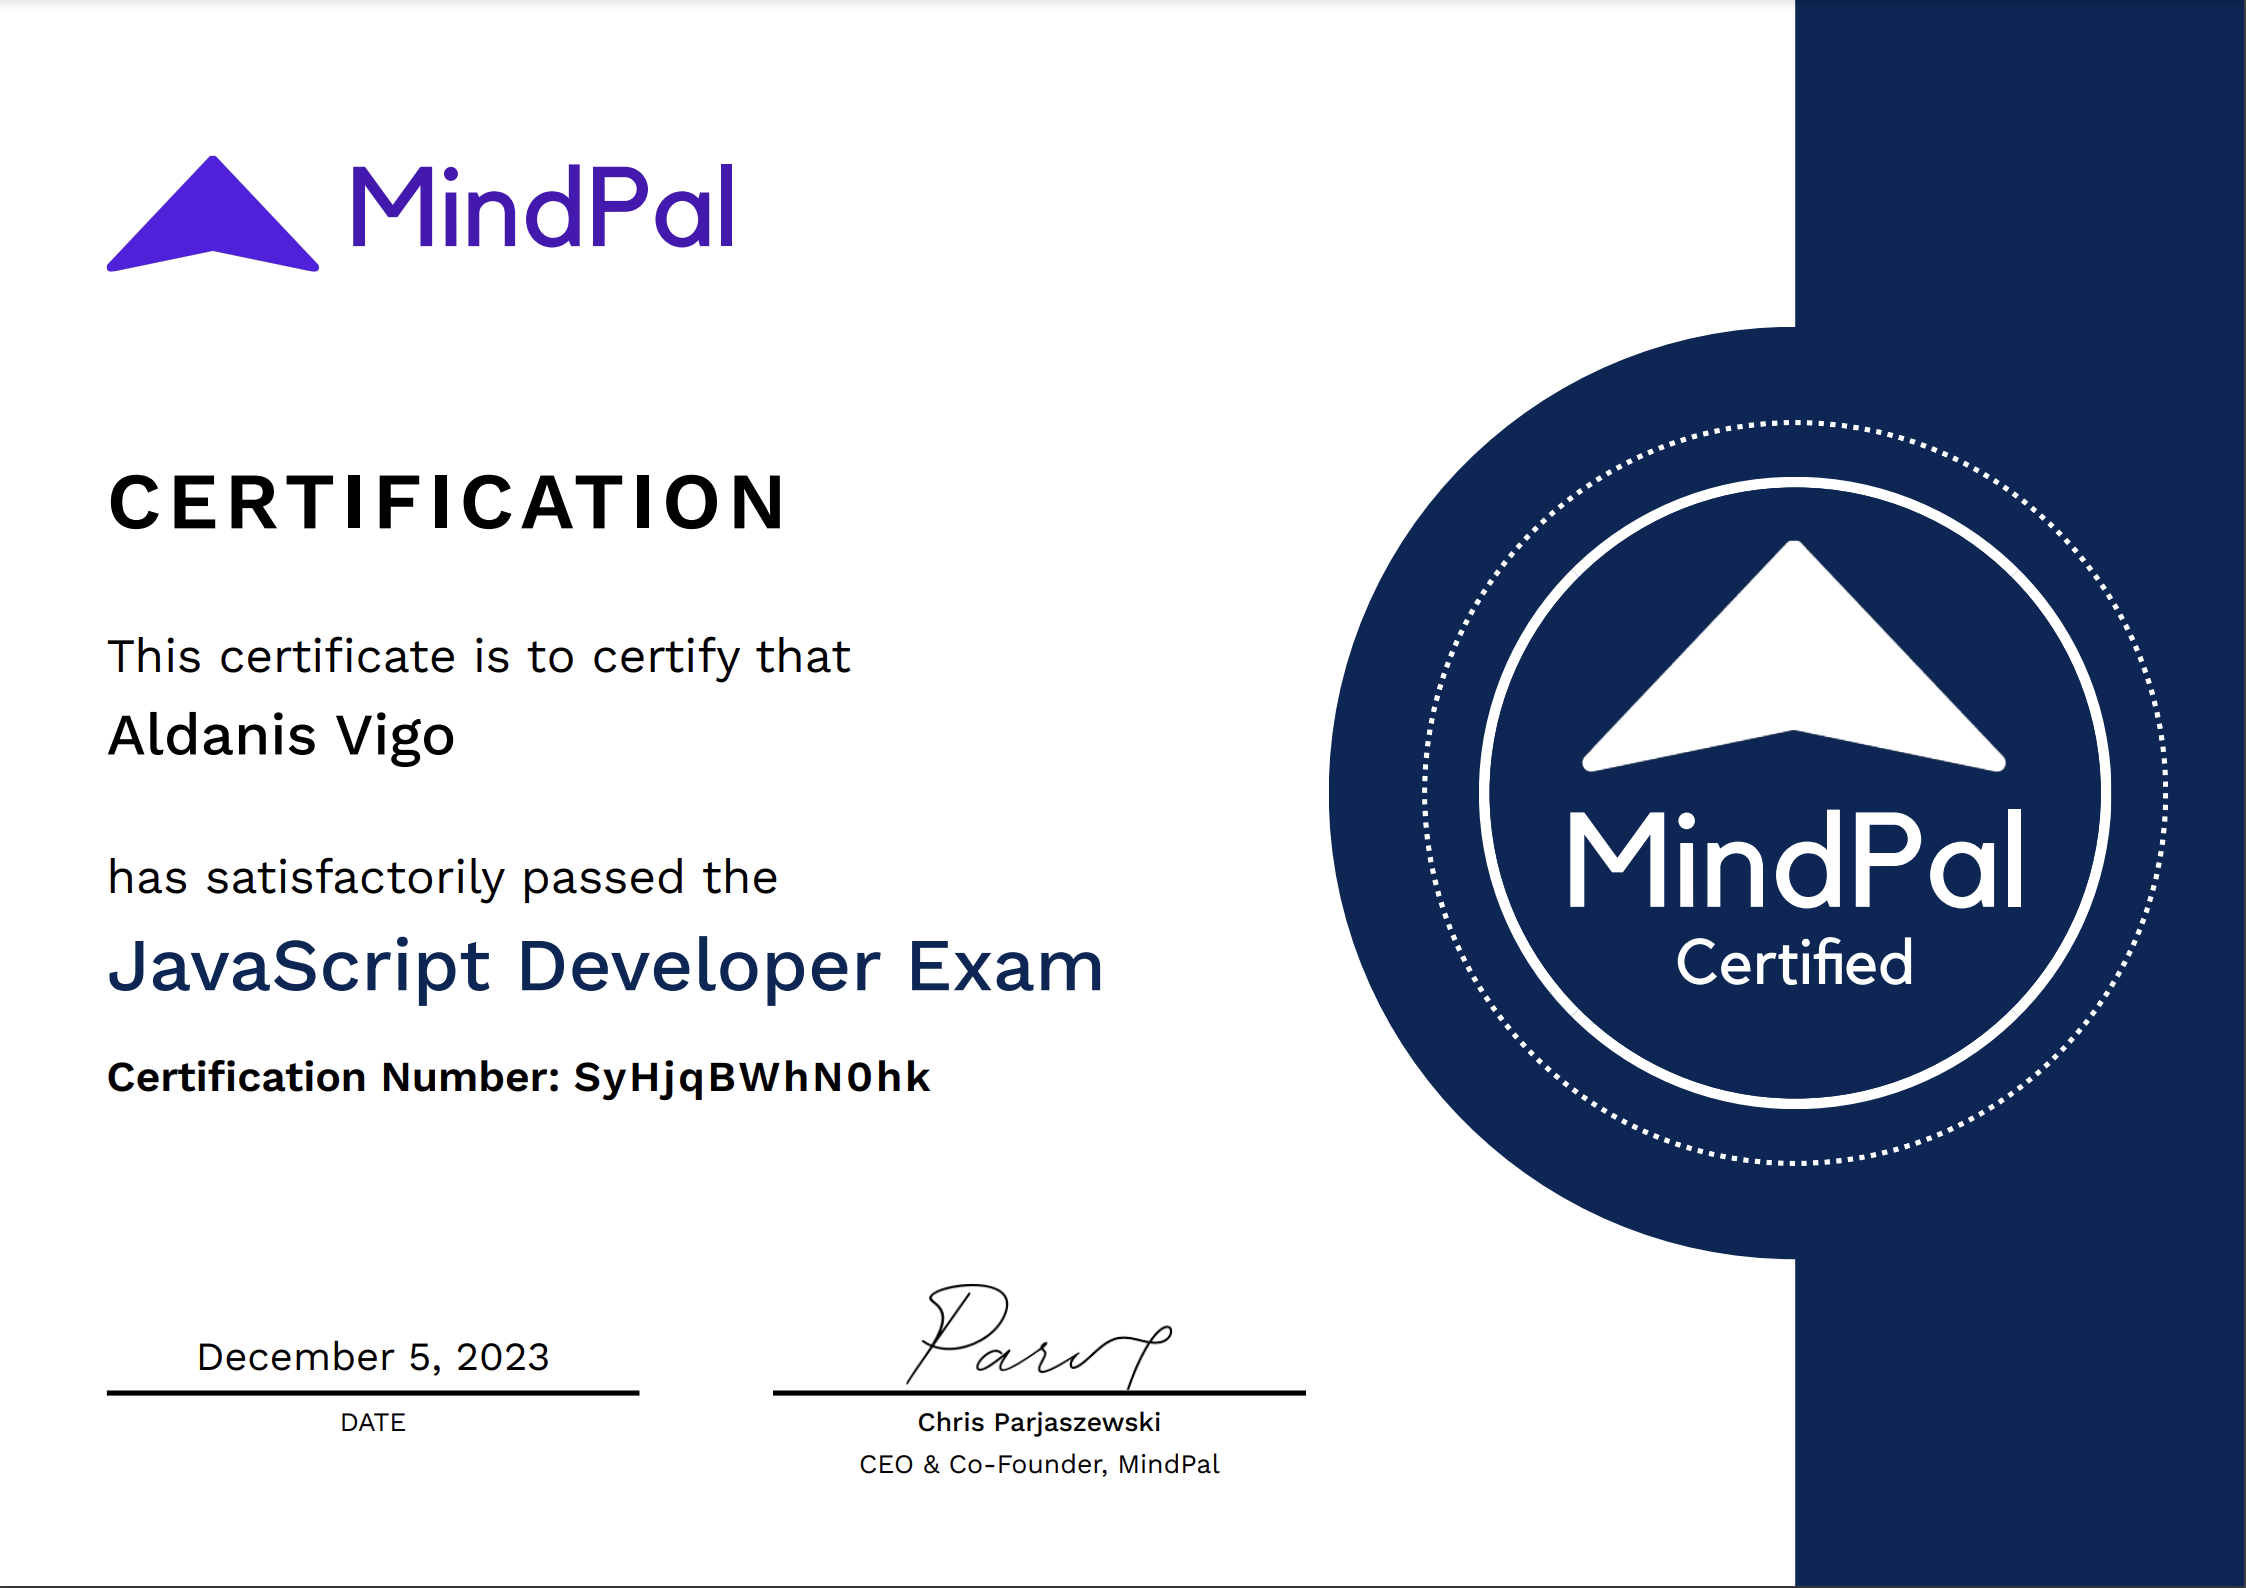 MindPal
CERTIFICATION
This certificate is to certify that
Aldanis Vigo
has satisfactorily passed the
JavaScript Developer Exam
Certification Number: SyHjqBWhN0hk
MindPal
Certified
December 5, 2023
DATE
Chris Parjaszewski
CEO & Co-Founder, MindPal